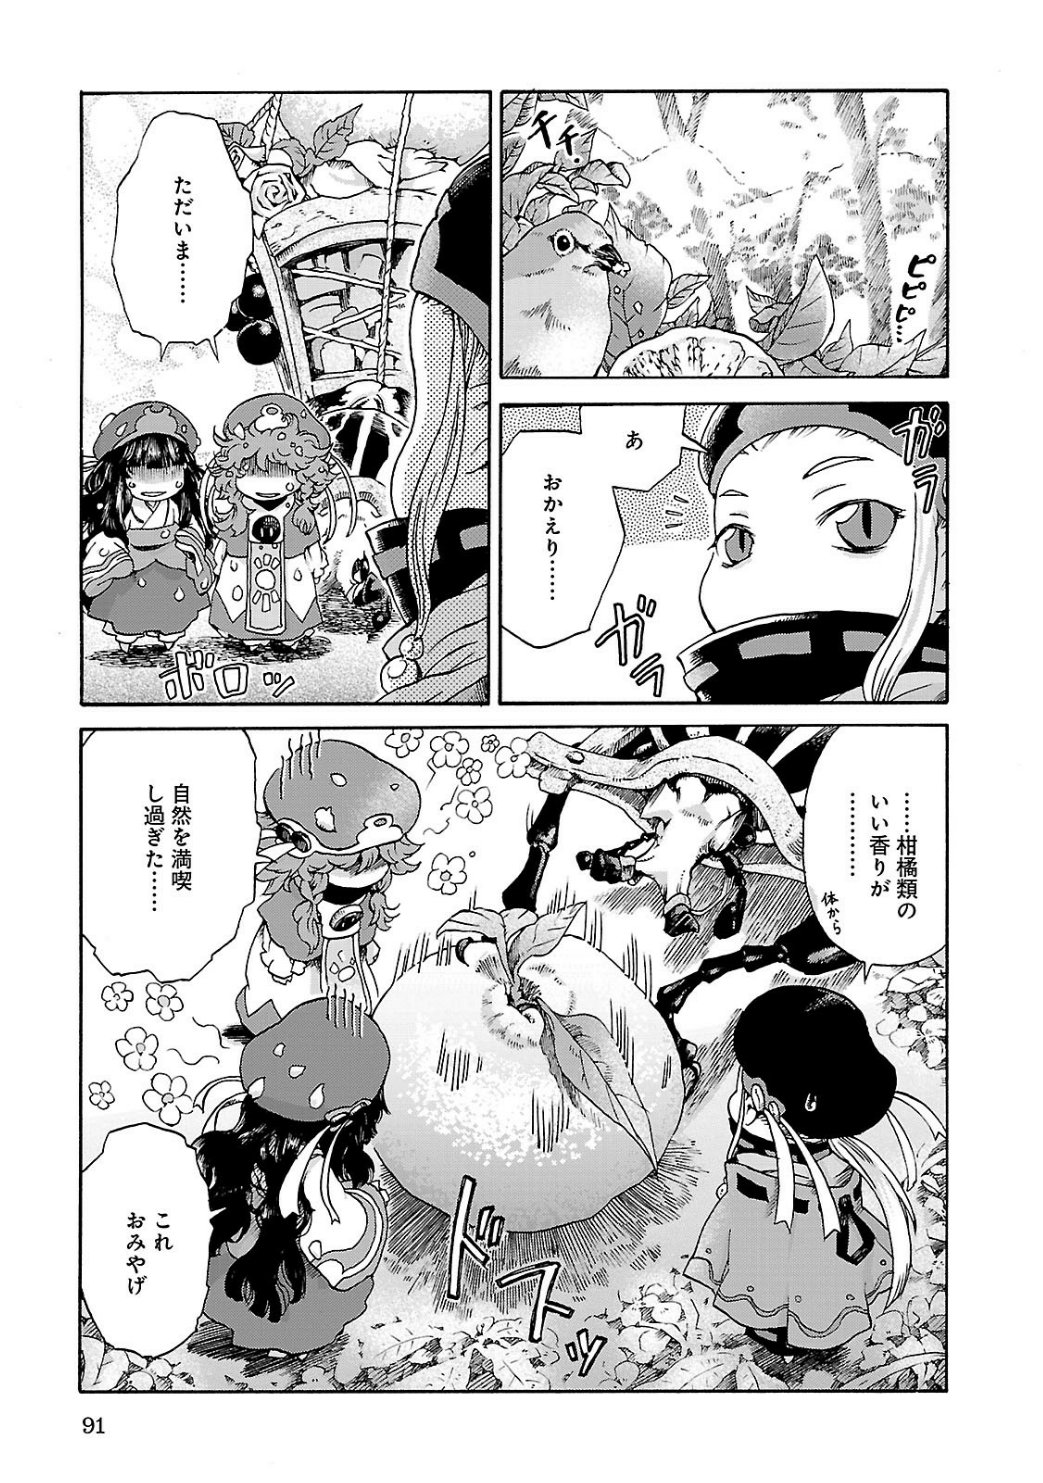 チチ…
ピピピ…
ガラ
あ
おかえり……
ガラ
ただいま……
ボロッ
……柑橘類の
いい香りが
…………
体から
自然を満喫
し過ぎた……
これ
おみやげ
ドスッ
91